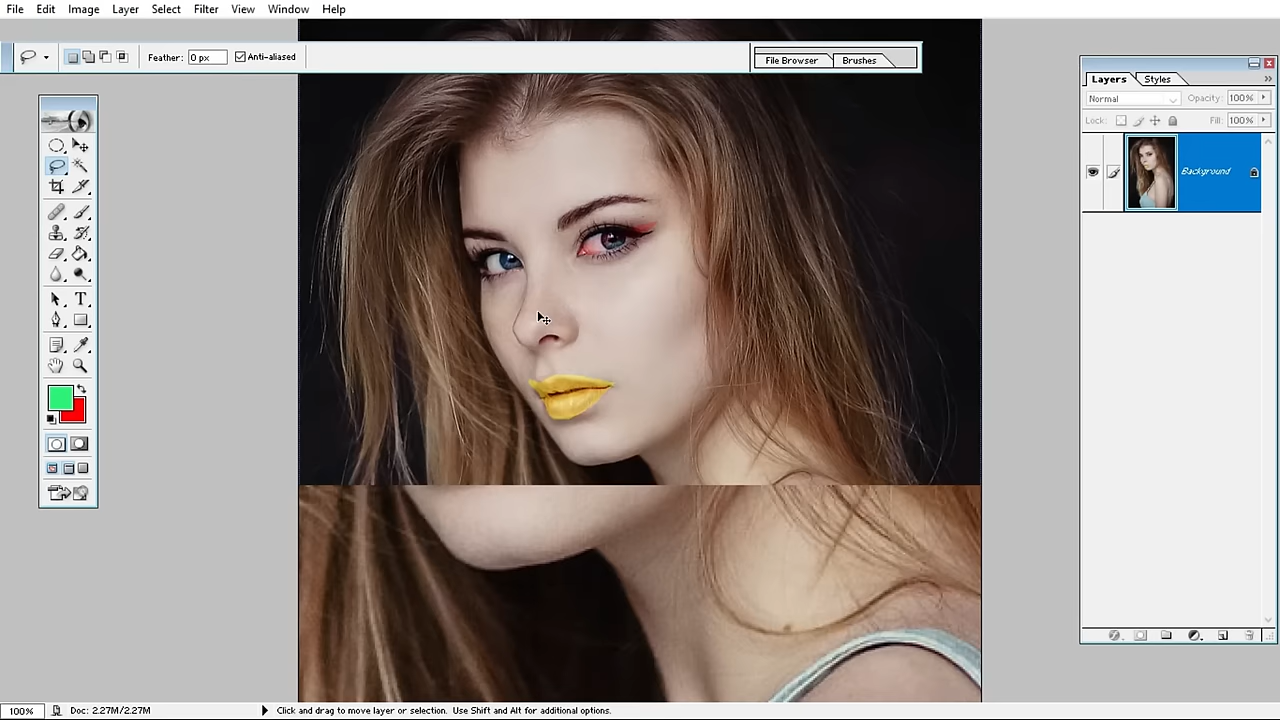 File Edit Image Layer Select Filter View Window Help
Feather: 0 px Anti-aliased File Browser Brushes
Layers Styles
Normal Opacity: 100%
Lock: Fill: 100%
Background
T
100% Doc: 2.27M/2.27M Click and drag to move layer or selection. Use Shift and Alt for additional options.